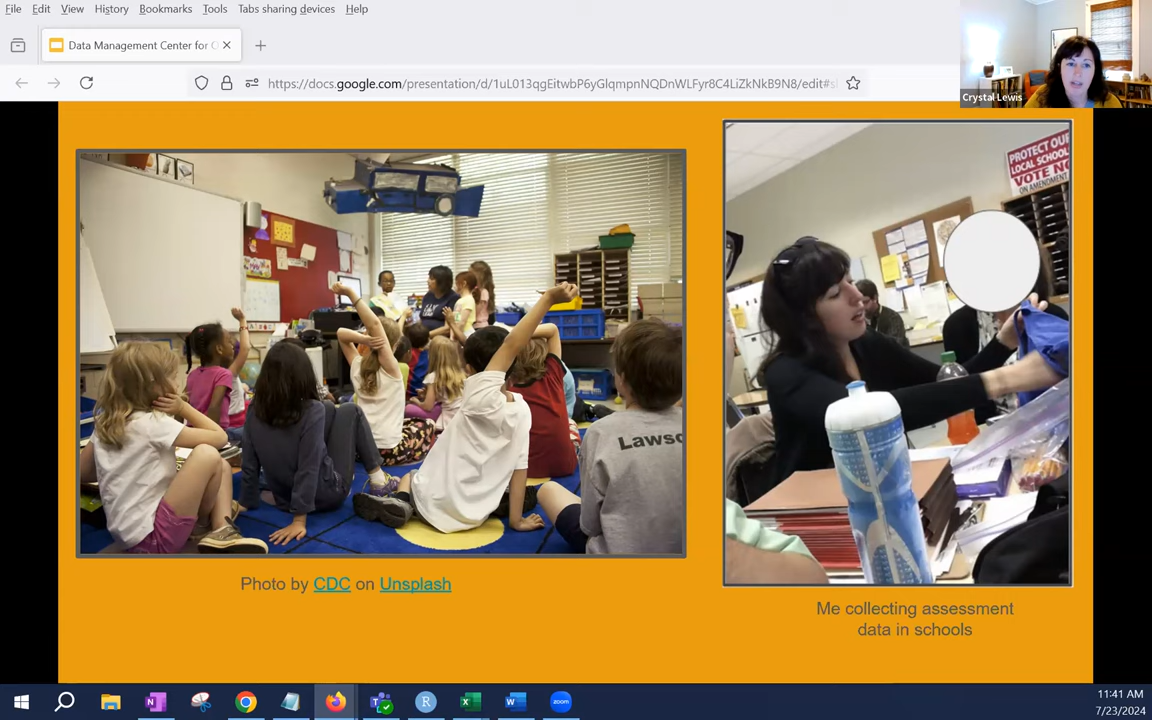 File Edit View History Bookmarks Tools Tabs sharing devices Help
Data Management Center for
https://docs.google.com/presentation/d/1uL013qgEitwbP6yGlqmpnNQDnWLFyr8C4LiZkNkB9N8/edit#s
Crystal Lewis
PROTECT OUR
LOCAL SCHOOL
VOTE NO
ON AMENDMENT
Lawso
Photo by CDC on Unsplash
Me collecting assessment
data in schools
zoom
11:41 AM
7/23/2024